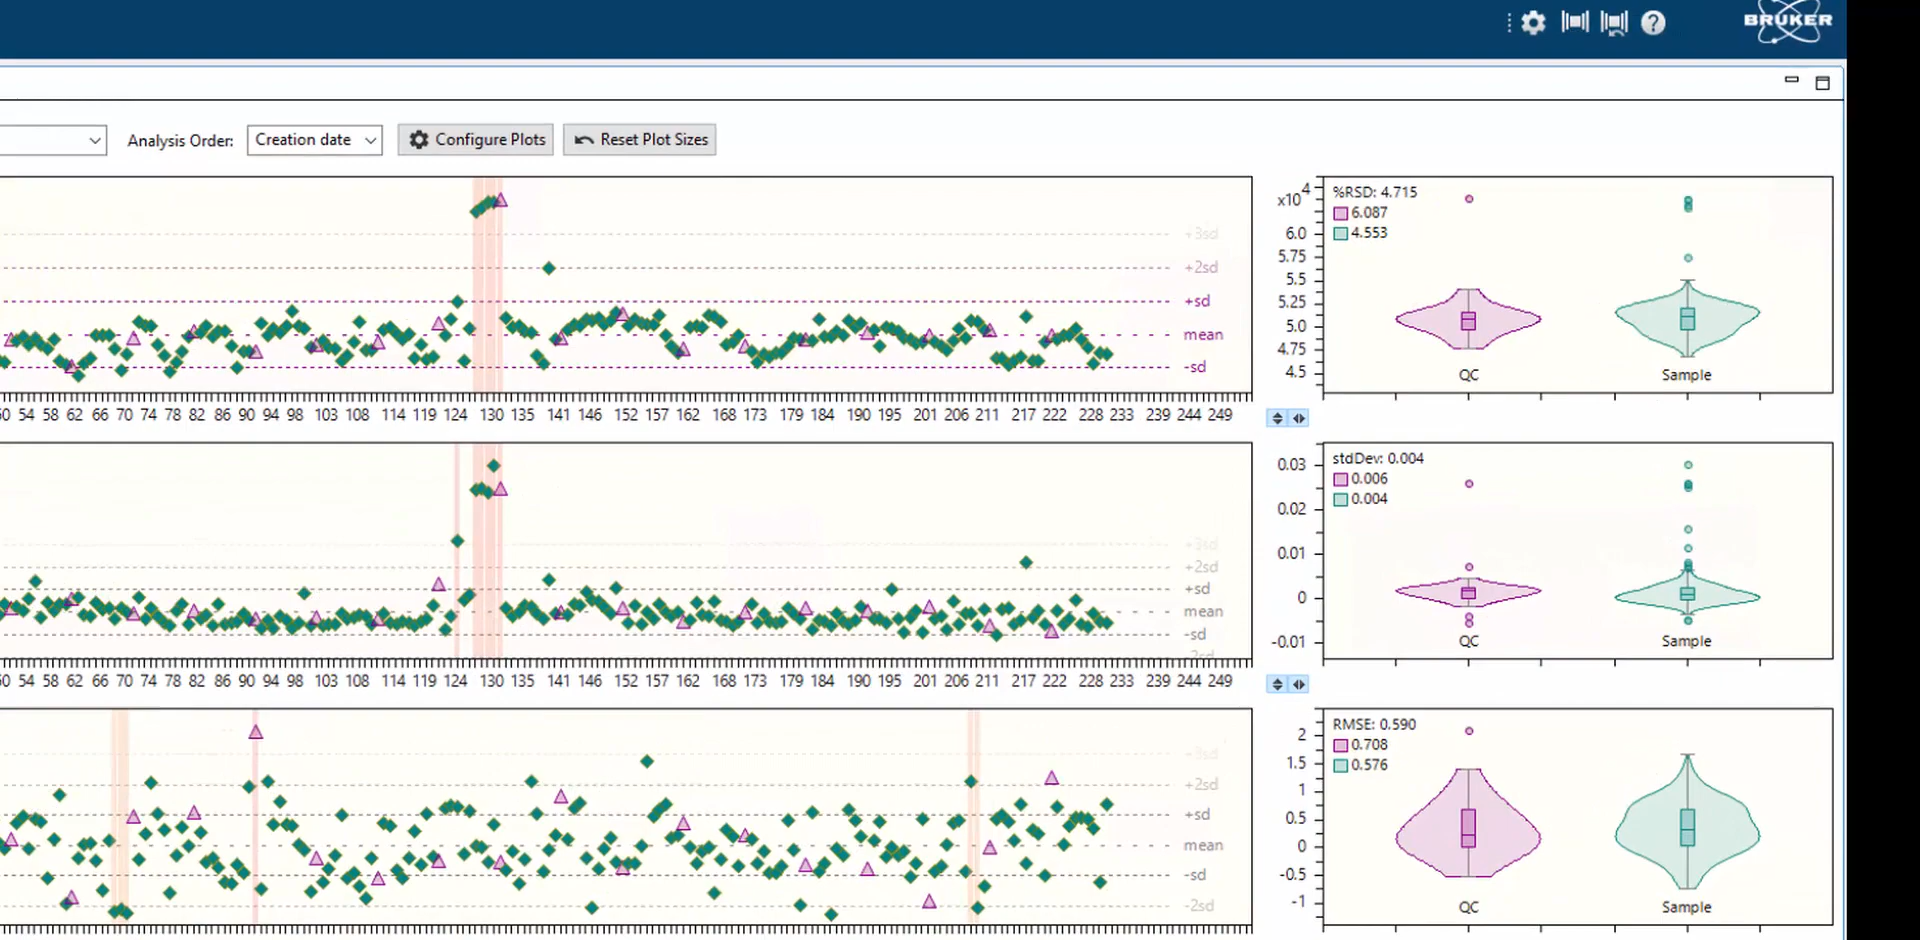 BRUKER
Analysis Order: Creation date Configure Plots Reset Plot Sizes
+3sd
+2sd
+sd
mean
-sd
54 58 62 66 70 74 78 82 86 90 94 98 103 108 114 119 124 130 135 141 146 152 157 162 168 173 179 184 190 195 201 206 211 217 222 228 233 239 244 249
x10^4
6.0
5.75
5.5
5.25
5.0
4.75
4.5
%RSD: 4.715
6.087
4.553
QC Sample
+3sd
+2sd
+sd
mean
-sd
-2sd
54 58 62 66 70 74 78 82 86 90 94 98 103 108 114 119 124 130 135 141 146 152 157 162 168 173 179 184 190 195 201 206 211 217 222 228 233 239 244 249
0.03
0.02
0.01
0
-0.01
stdDev: 0.004
0.006
0.004
QC Sample
+3sd
+2sd
+sd
mean
-sd
-2sd
2
1.5
1
0.5
0
-0.5
-1
RMSE: 0.590
0.708
0.576
QC Sample